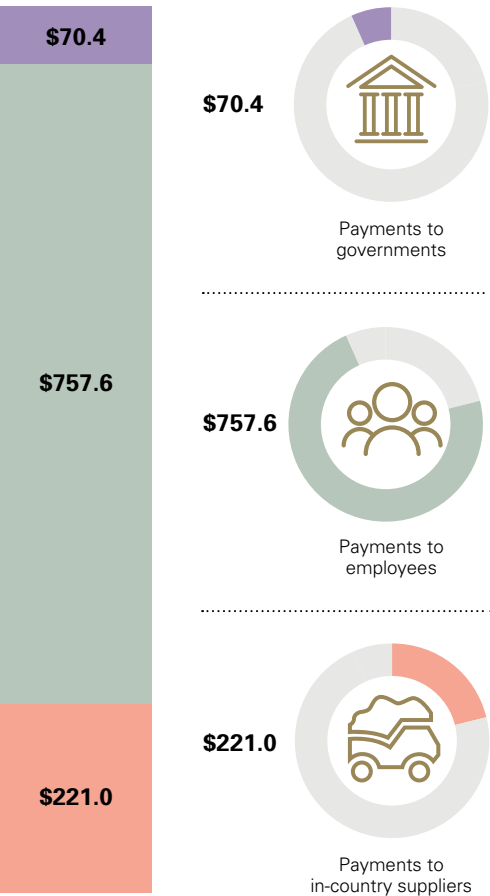 $70.4
$757.6
$221.0
$70.4
Payments to
governments
$757.6
Payments to
employees
$221.0
Payments to
in-country suppliers